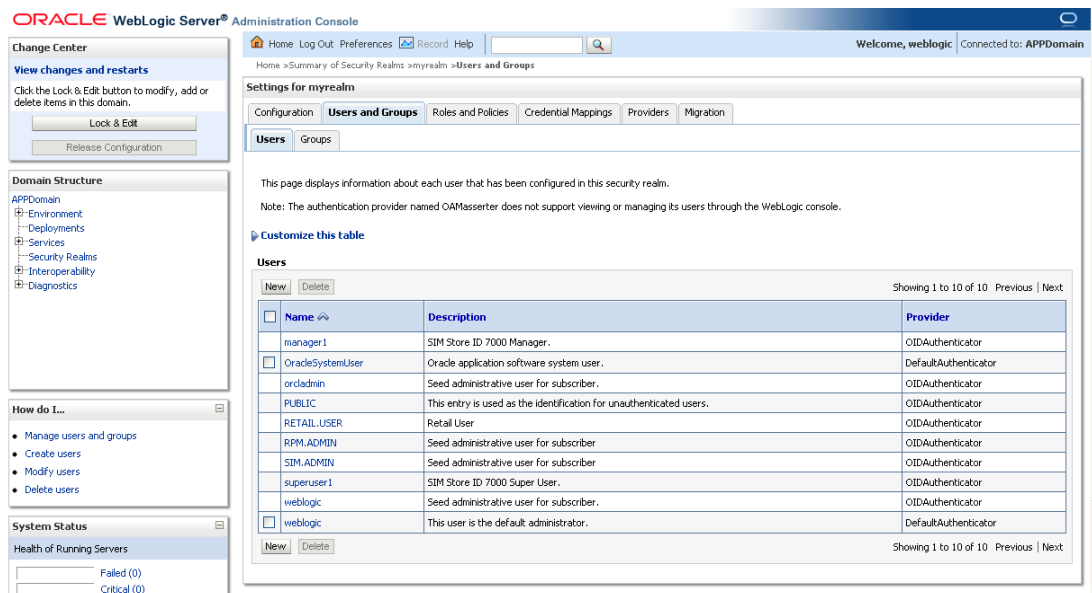 ORACLE WebLogic Server® Administration Console
Change Center
View changes and restarts
Click the Lock & Edit button to modify, add or
delete items in this domain.
Lock & Edit
Release Configuration
Domain Structure
APPDomain
Environment
Deployments
Services
Security Realms
Interoperability
Diagnostics
How do I...
Manage users and groups
Create users
Modify users
Delete users
System Status
Health of Running Servers
Failed (0)
Critical (0)
Home Log Out Preferences Record Help
Welcome, weblogic Connected to: APPDomain
Home >Summary of Security Realms >myrealm >Users and Groups
Settings for myrealm
Configuration Users and Groups Roles and Policies Credential Mappings Providers Migration
Users Groups
This page displays information about each user that has been configured in this security realm.
Note: The authentication provider named OAMasserter does not support viewing or managing its users through the WebLogic console.
Customize this table
Users
New Delete Showing 1 to 10 of 10 Previous | Next
Name Description Provider
manager1 SIM Store ID 7000 Manager. OIDAuthenticator
OracleSystemUser Oracle application software system user. DefaultAuthenticator
orcladmin Seed administrative user for subscriber. OIDAuthenticator
PUBLIC This entry is used as the identification for unauthenticated users. OIDAuthenticator
RETAIL.USER Retail User OIDAuthenticator
RPM.ADMIN Seed administrative user for subscriber OIDAuthenticator
SIM.ADMIN Seed administrative user for subscriber OIDAuthenticator
superuser1 SIM Store ID 7000 Super User. OIDAuthenticator
weblogic Seed administrative user for subscriber. OIDAuthenticator
weblogic This user is the default administrator. DefaultAuthenticator
New Delete Showing 1 to 10 of 10 Previous | Next